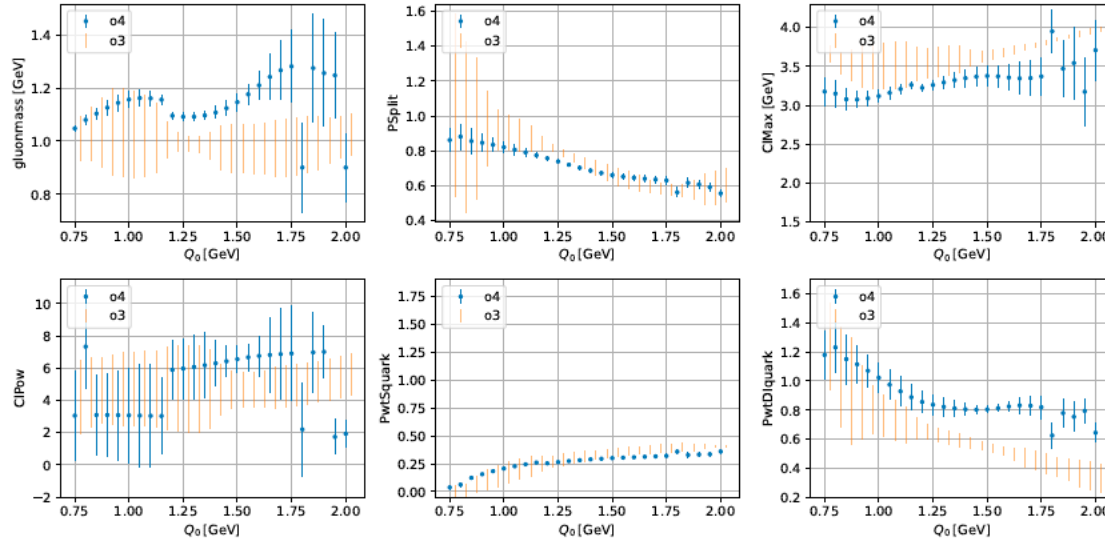 gluonmass [GeV]
1.4
1.2
1.0
0.8
o4
o3
0.75 1.00 1.25 1.50 1.75 2.00
Q₀ [GeV]
PSplit
1.6
1.4
1.2
1.0
0.8
0.6
0.4
o4
o3
0.75 1.00 1.25 1.50 1.75 2.00
Q₀ [GeV]
ClMax [GeV]
4.0
3.5
3.0
2.5
2.0
1.5
o4
o3
0.75 1.00 1.25 1.50 1.75 2.00
Q₀ [GeV]
ClPow
10
8
6
4
2
0
−2
o4
o3
0.75 1.00 1.25 1.50 1.75 2.00
Q₀ [GeV]
PwtSquark
1.75
1.50
1.25
1.00
0.75
0.50
0.25
0.00
o4
o3
0.75 1.00 1.25 1.50 1.75 2.00
Q₀ [GeV]
PwtDIquark
1.6
1.4
1.2
1.0
0.8
0.6
0.4
0.2
o4
o3
0.75 1.00 1.25 1.50 1.75 2.00
Q₀ [GeV]